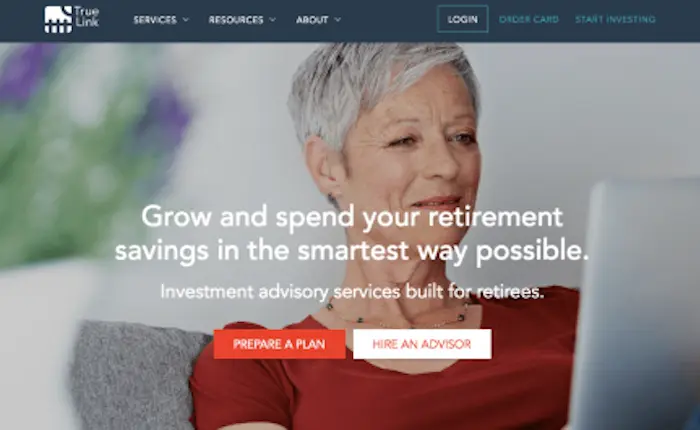 True Link
SERVICES RESOURCES ABOUT LOGIN ORDER CARD START INVESTING
Grow and spend your retirement
savings in the smartest way possible.
Investment advisory services built for retirees.
PREPARE A PLAN HIRE AN ADVISOR